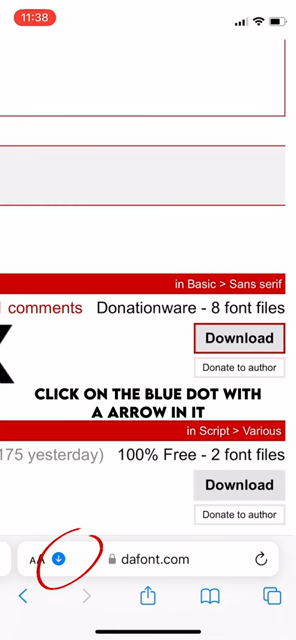 11:38
in Basic > Sans serif
comments Donationware - 8 font files
Download
Donate to author
CLICK ON THE BLUE DOT WITH
A ARROW IN IT
in Script > Various
175 yesterday) 100% Free - 2 font files
Download
Donate to author
AA dafont.com